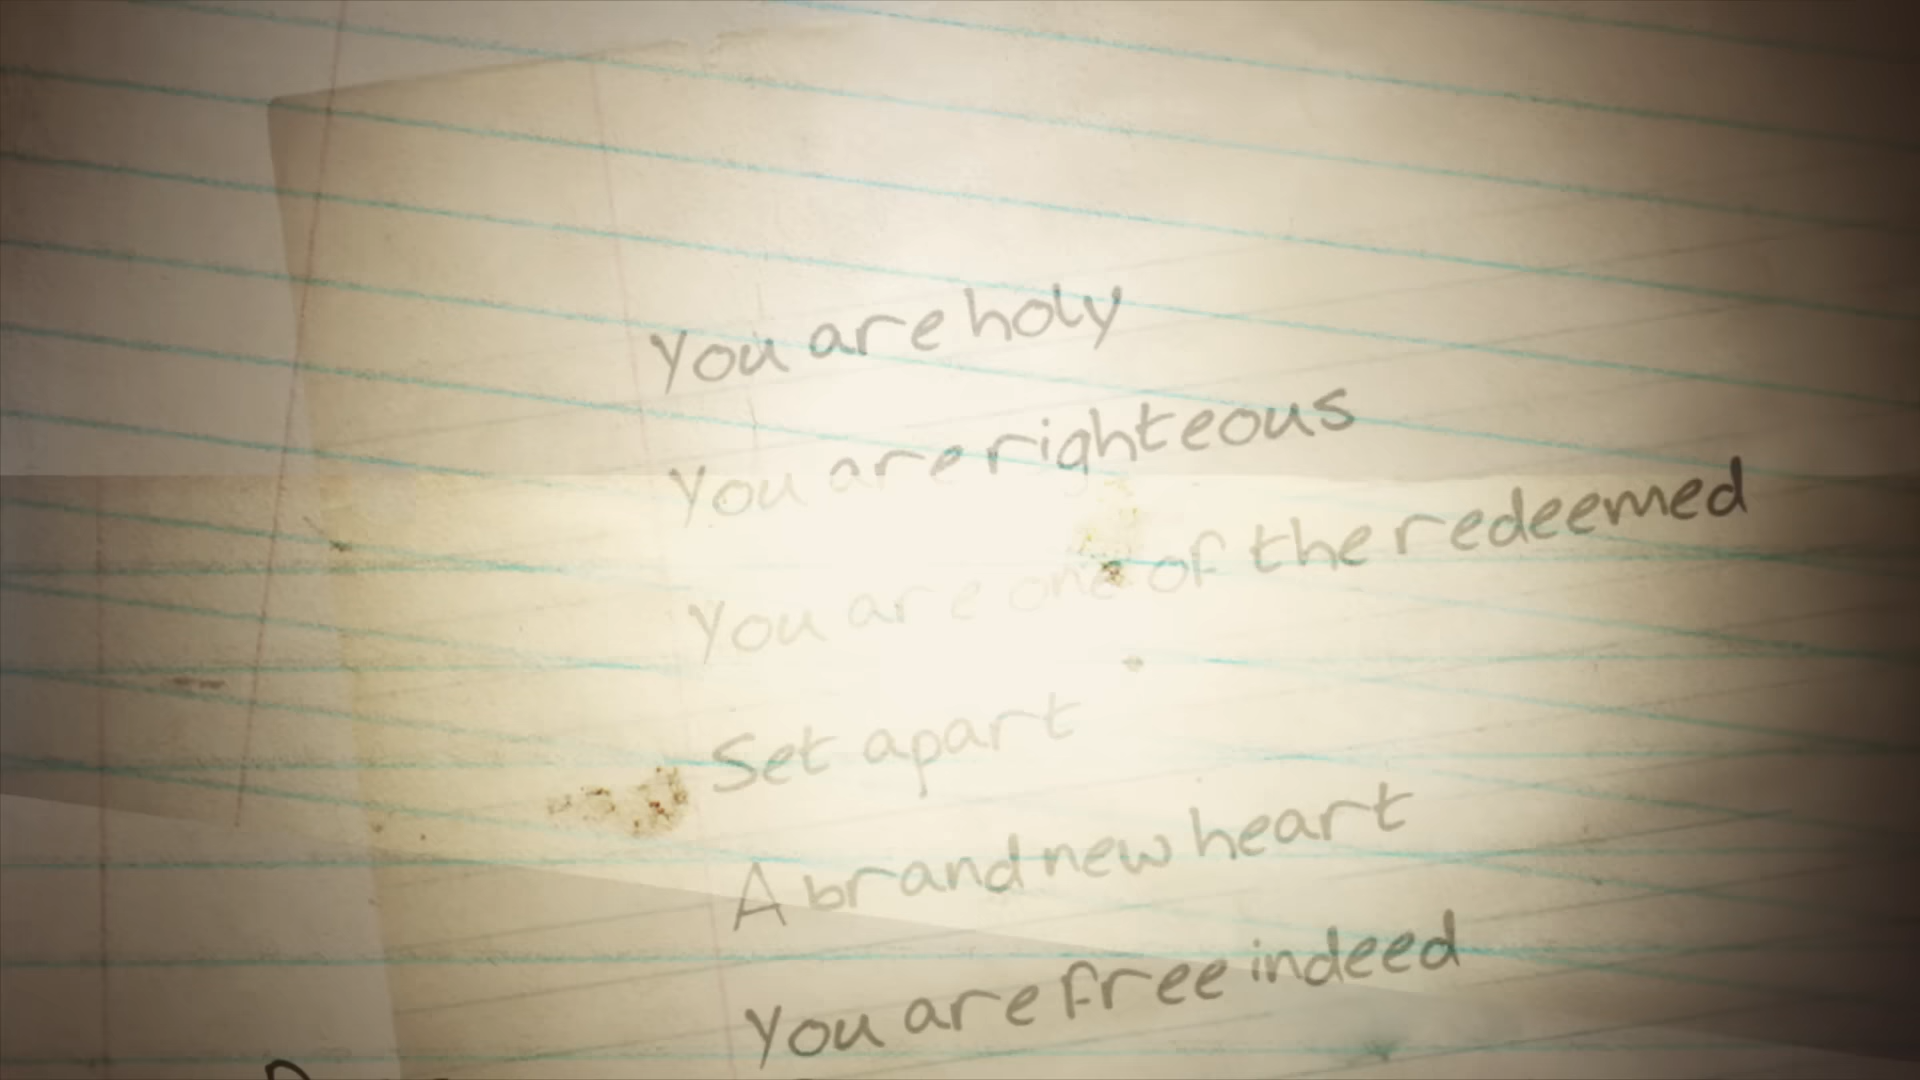 You are holy
You are righteous
You are one of the redeemed
Set apart
A brand new heart
You are free indeed